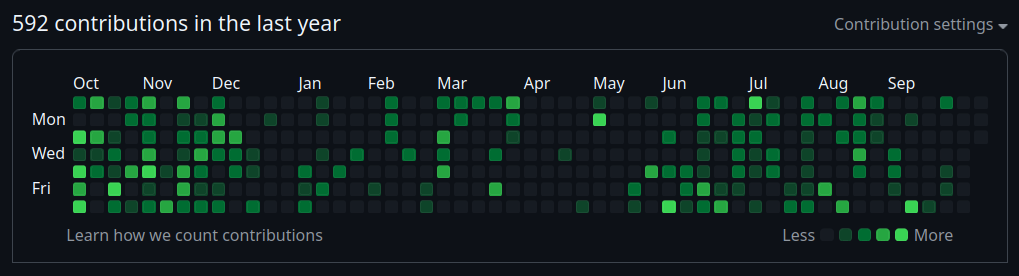 592 contributions in the last year
Contribution settings
Oct Nov Dec Jan Feb Mar Apr May Jun Jul Aug Sep
Mon
Wed
Fri
Learn how we count contributions
Less More